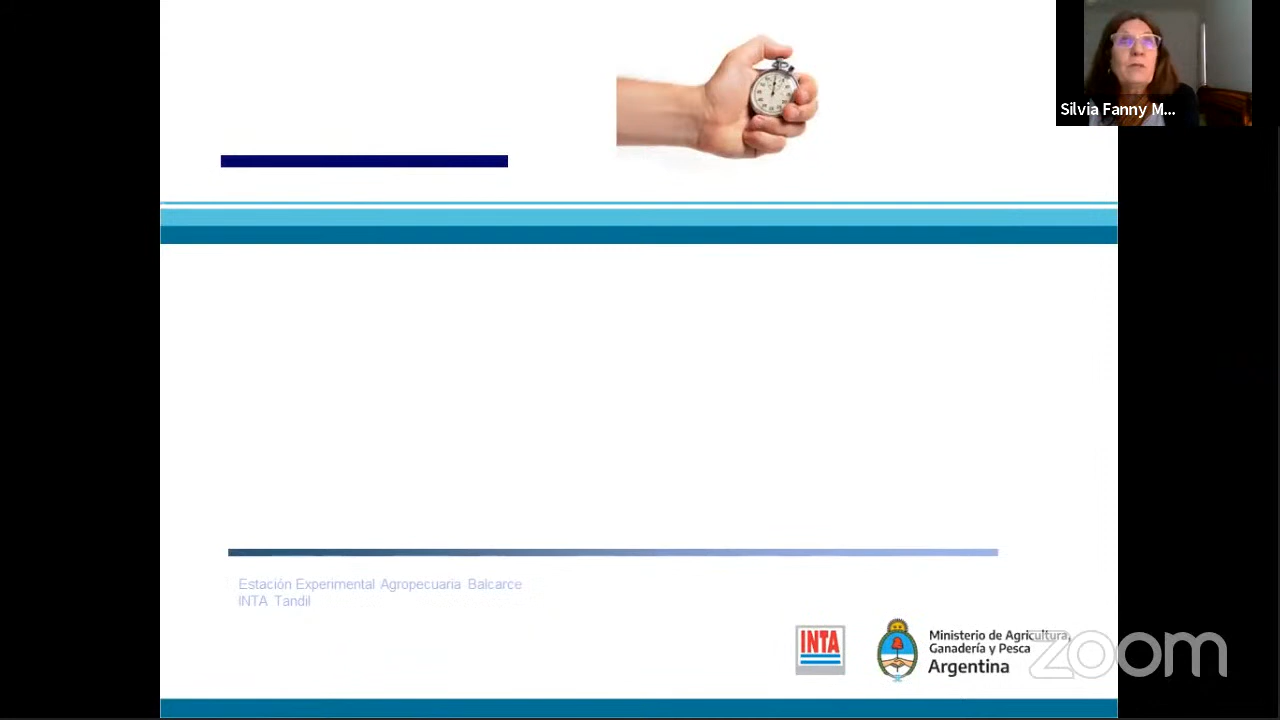 Silvia Fanny M...
Estación Experimental Agropecuaria Balcarce
INTA Tandil
INTA
Ministerio de Agricultura,
Ganadería y Pesca
Argentina
zoom